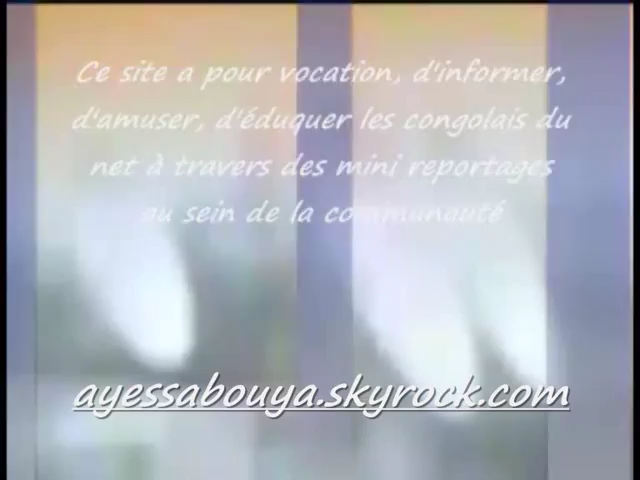 Ce site a pour vocation, d'informer,
d'amuser, d'éduquer les congolais du
net à travers des mini reportages
au sein de la communauté
ayessabouya.skyrock.com